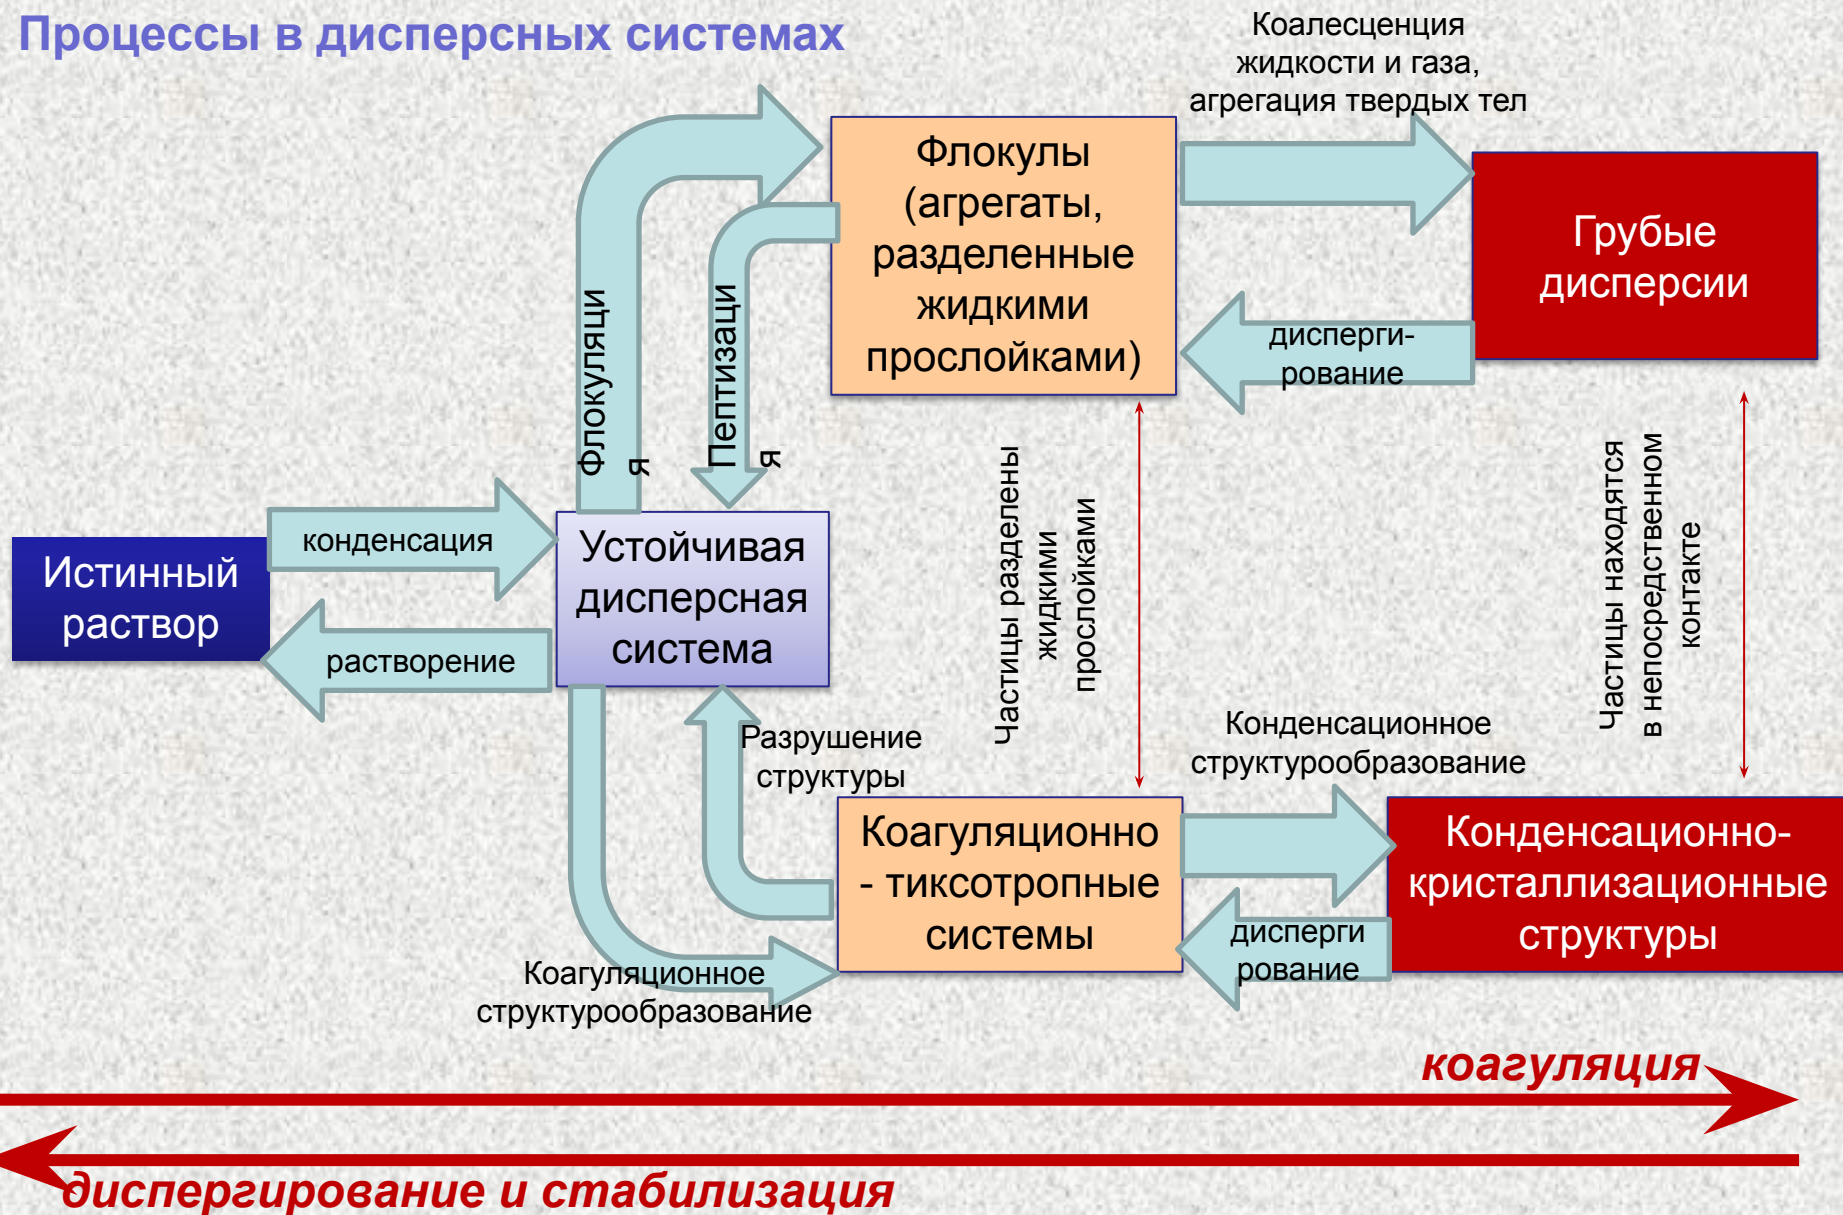 Процессы в дисперсных системах
Коалесценция
жидкости и газа,
агрегация твердых тел
Флокулы
(агрегаты,
разделенные
жидкими
прослойками)
Грубые
дисперсии
дисперги-
рование
Флокуляци
я
Пептизаци
я
Истинный
раствор
конденсация
растворение
Устойчивая
дисперсная
система
Частицы разделены
жидкими
прослойками
Частицы находятся
в непосредственном
контакте
Разрушение
структуры
Конденсационное
структурообразование
Коагуляционно
- тиксотропные
системы
Конденсационно-
кристаллизационные
структуры
дисперги
рование
Коагуляционное
структурообразование
коагуляция
диспергирование и стабилизация